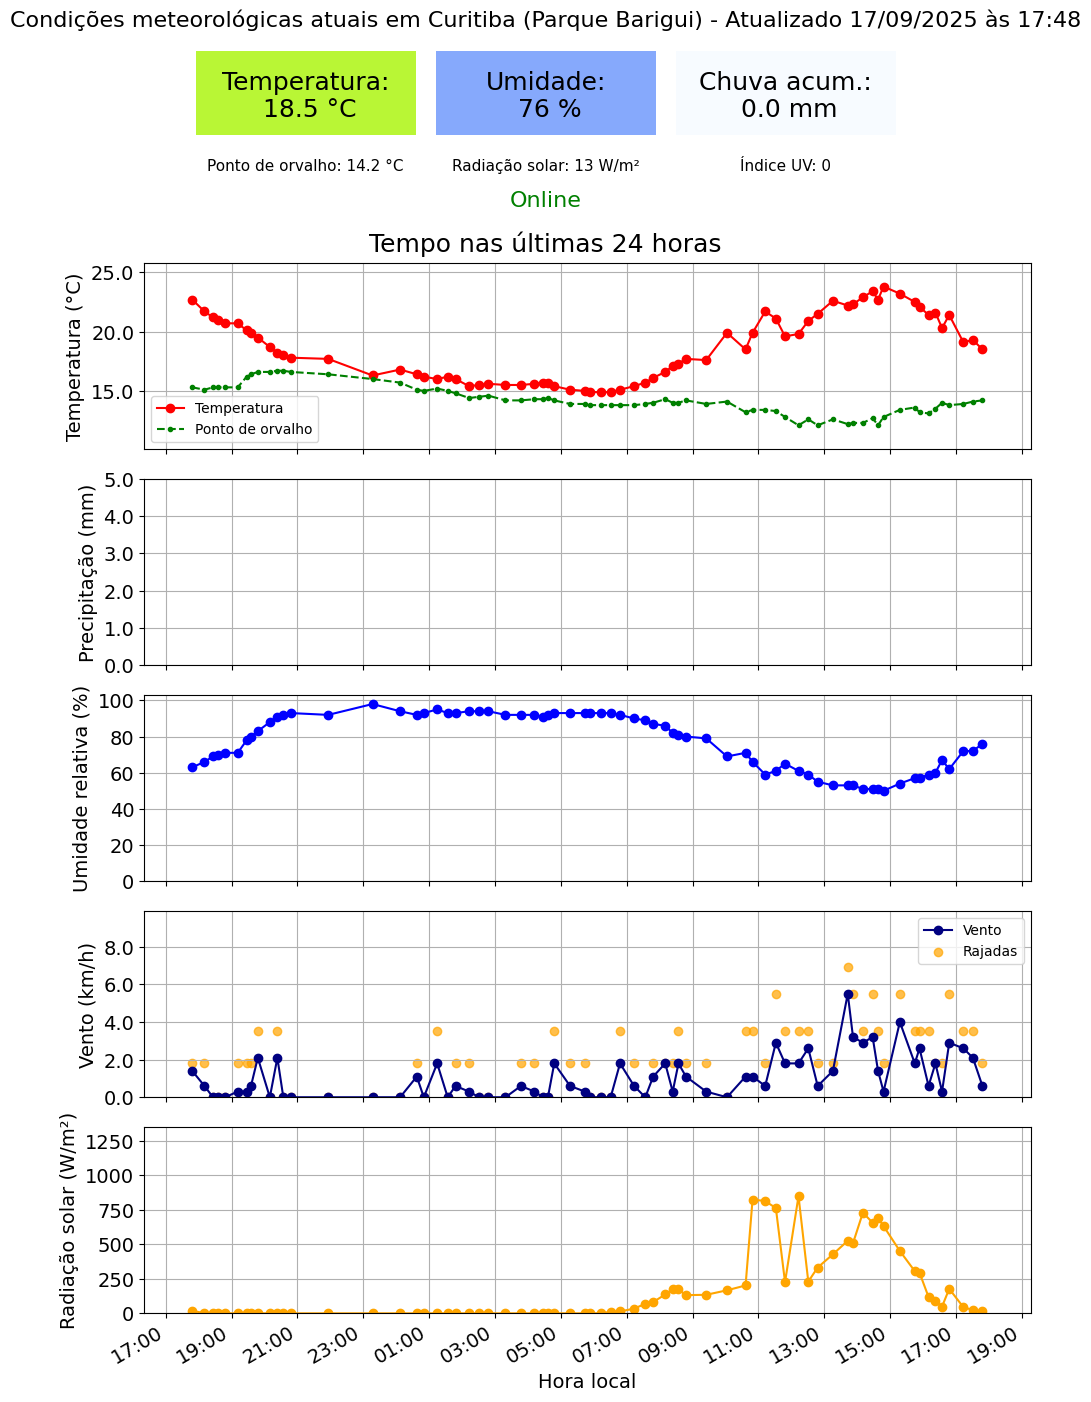 Condições meteorológicas atuais em Curitiba (Parque Barigui) - Atualizado 17/09/2025 às 17:48
Temperatura:
18.5 °C
Umidade:
76 %
Chuva acum.:
0.0 mm
Ponto de orvalho: 14.2 °C
Radiação solar: 13 W/m²
Índice UV: 0
Online
Tempo nas últimas 24 horas
Temperatura (°C)
25.0
20.0
15.0
Temperatura
Ponto de orvalho
Precipitação (mm)
5.0
4.0
3.0
2.0
1.0
0.0
Umidade relativa (%)
100
80
60
40
20
0
Vento (km/h)
8.0
6.0
4.0
2.0
0.0
Vento
Rajadas
Radiação solar (W/m²)
1250
1000
750
500
250
0
17:00
19:00
21:00
23:00
01:00
03:00
05:00
07:00
09:00
11:00
13:00
15:00
17:00
19:00
Hora local